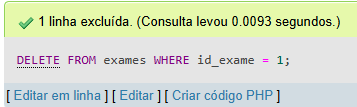 1 linha excluída. (Consulta levou 0.0093 segundos.)
DELETE FROM exames WHERE id_exame = 1;
[ Editar em linha ] [ Editar ] [ Criar código PHP ]